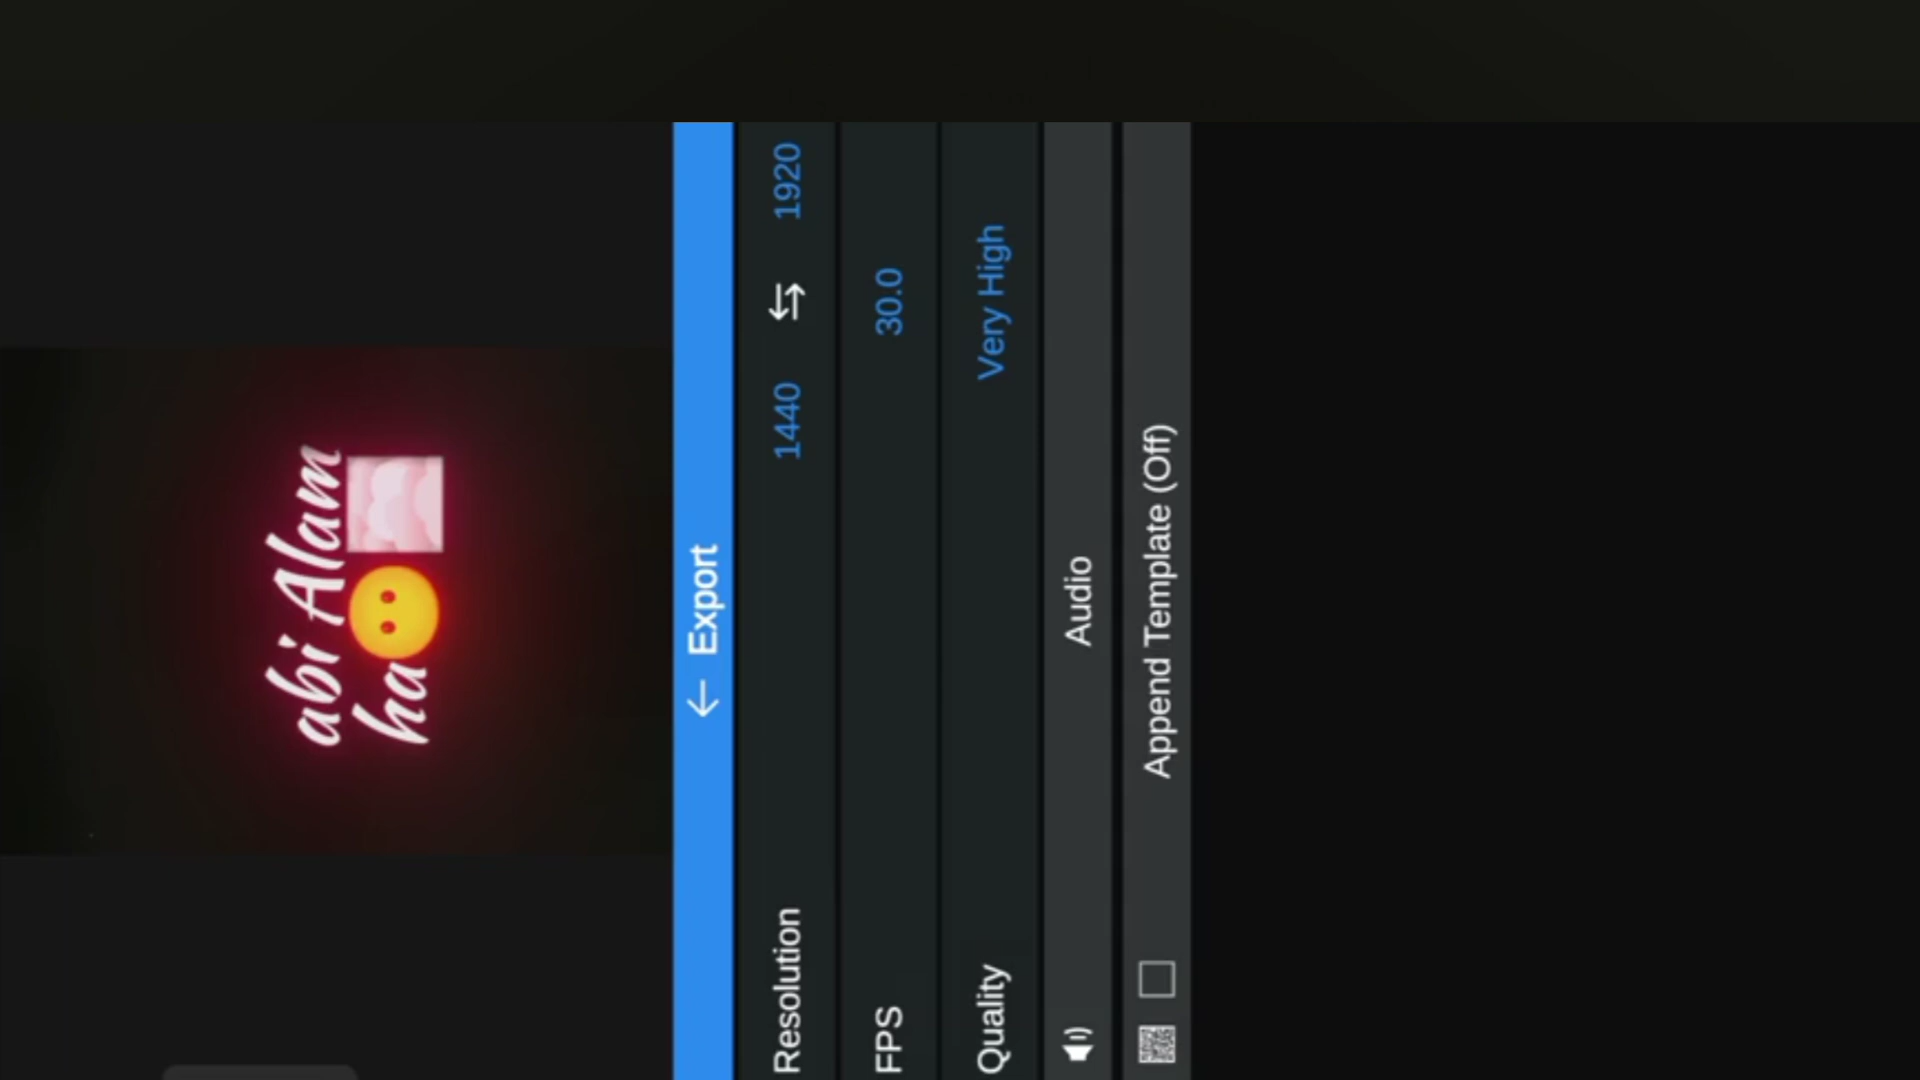 abi Alam
ha😶
← Export
Resolution 1440 ⇅ 1920
FPS 30.0
Quality Very High
Audio
Append Template (Off)